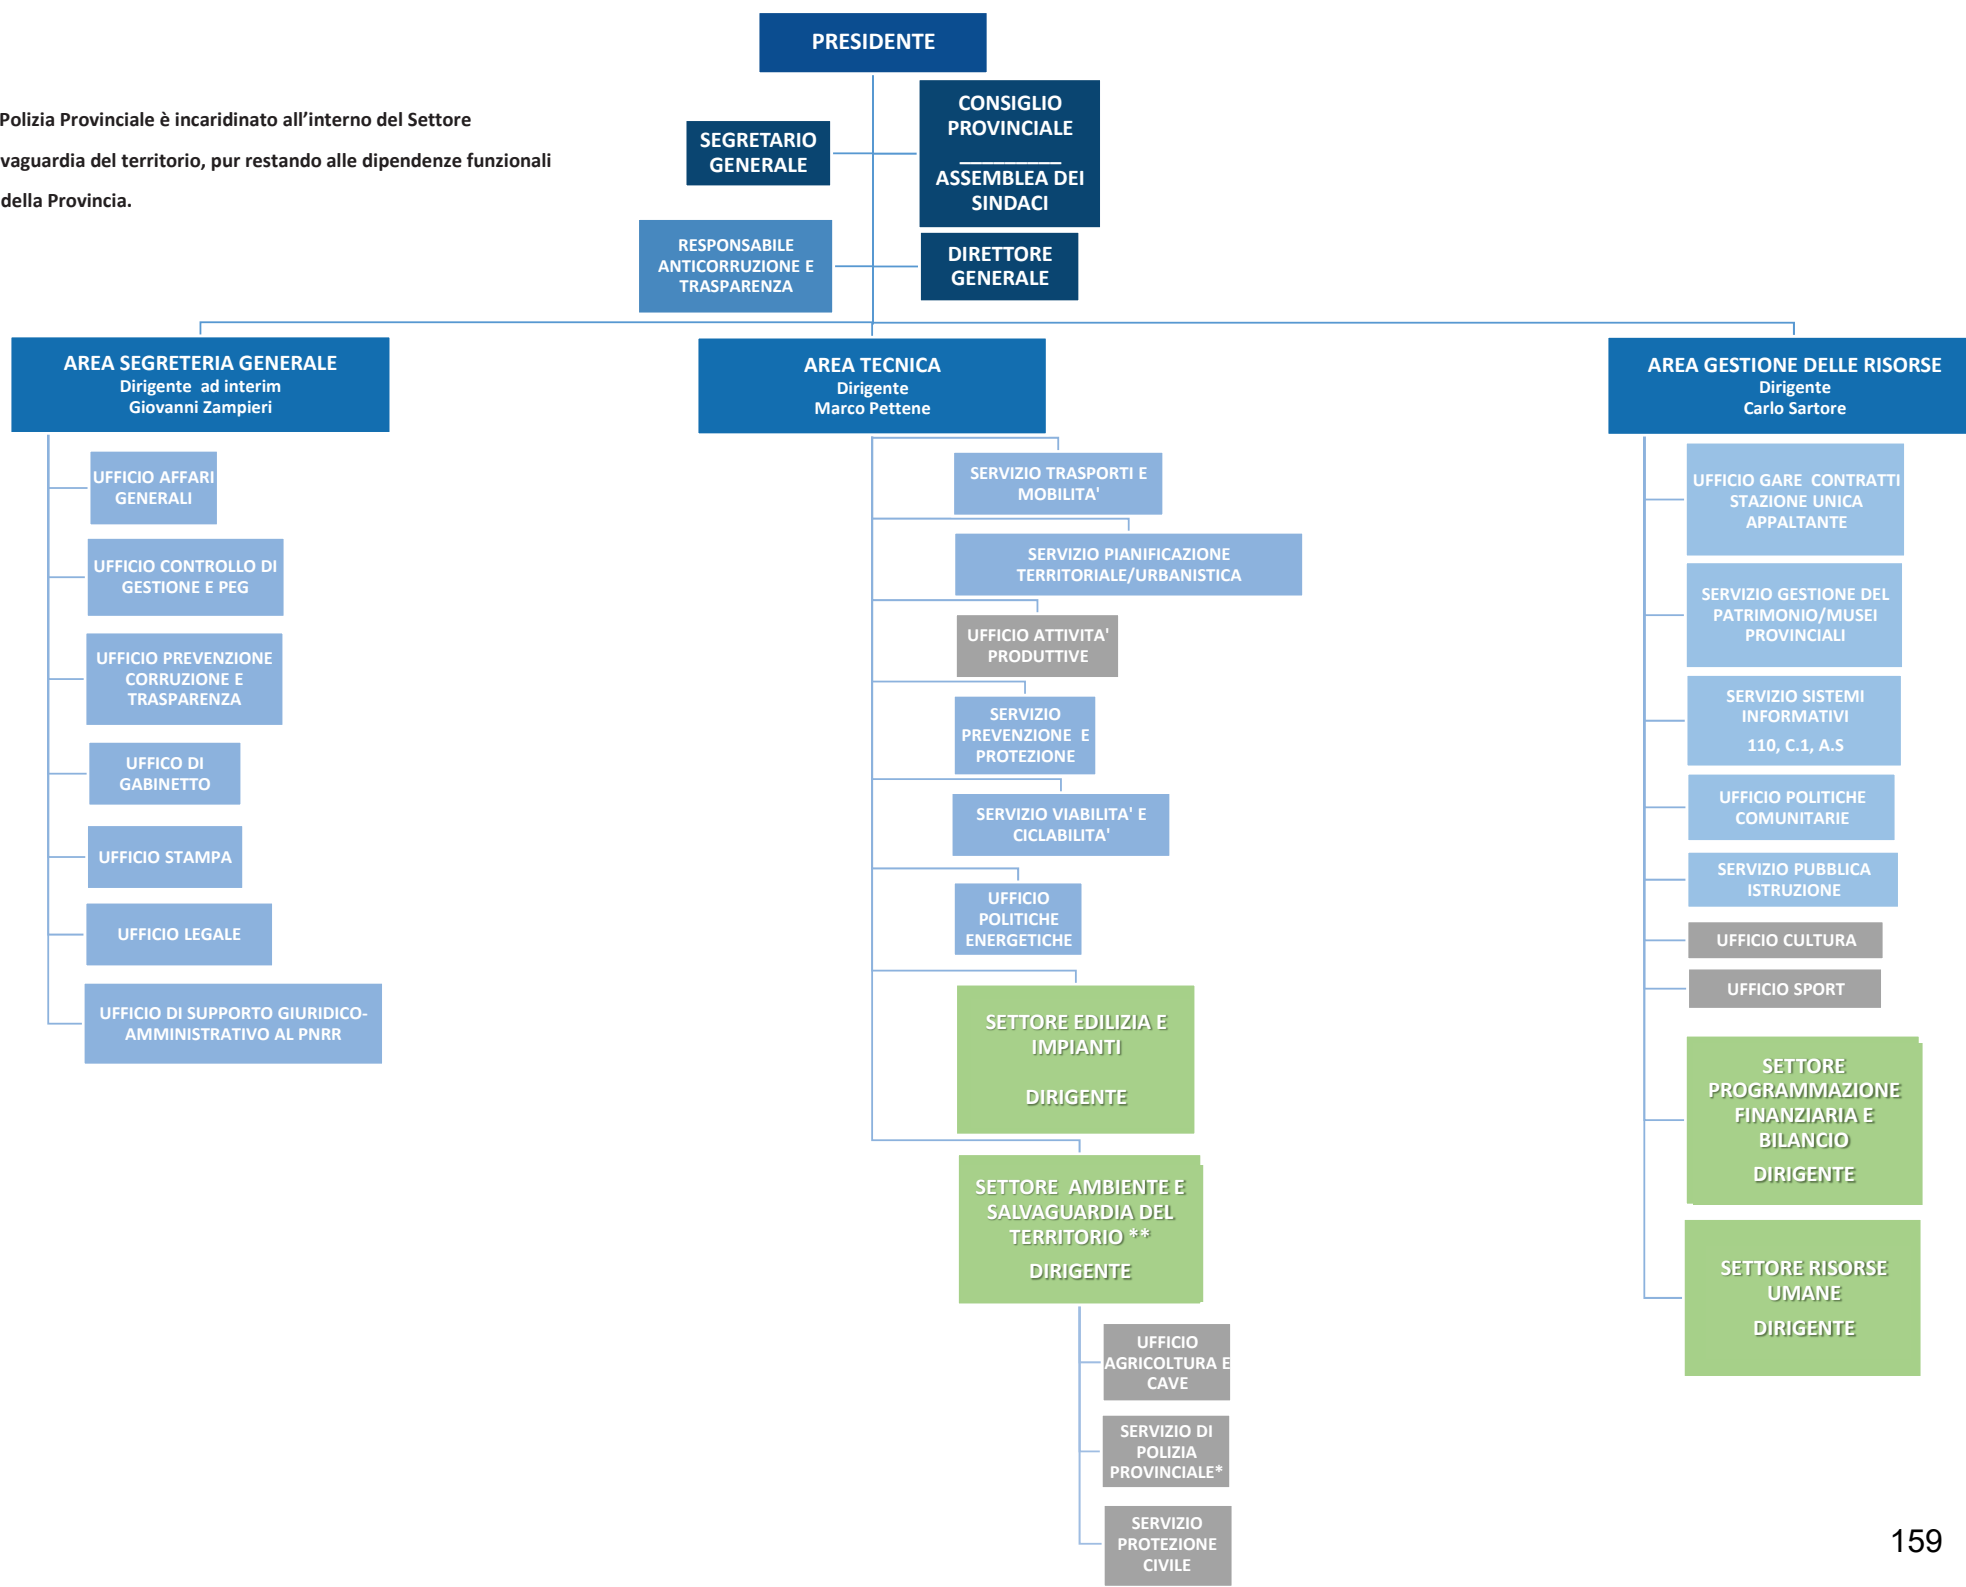 PRESIDENTE
Polizia Provinciale è incaridinato all'interno del Settore
vaguardia del territorio, pur restando alle dipendenze funzionali
della Provincia.
SEGRETARIO
GENERALE
CONSIGLIO
PROVINCIALE
_________
ASSEMBLEA DEI
SINDACI
RESPONSABILE
ANTICORRUZIONE E
TRASPARENZA
DIRETTORE
GENERALE
AREA SEGRETERIA GENERALE
Dirigente ad interim
Giovanni Zampieri
UFFICIO AFFARI
GENERALI
UFFICIO CONTROLLO DI
GESTIONE E PEG
UFFICIO PREVENZIONE
CORRUZIONE E
TRASPARENZA
UFFICO DI
GABINETTO
UFFICIO STAMPA
UFFICIO LEGALE
UFFICIO DI SUPPORTO GIURIDICO-
AMMINISTRATIVO AL PNRR
AREA TECNICA
Dirigente
Marco Pettene
SERVIZIO TRASPORTI E
MOBILITA'
SERVIZIO PIANIFICAZIONE
TERRITORIALE/URBANISTICA
UFFICIO ATTIVITA'
PRODUTTIVE
SERVIZIO
PREVENZIONE E
PROTEZIONE
SERVIZIO VIABILITA' E
CICLABILITA'
UFFICIO
POLITICHE
ENERGETICHE
SETTORE EDILIZIA E
IMPIANTI
DIRIGENTE
SETTORE AMBIENTE E
SALVAGUARDIA DEL
TERRITORIO **
DIRIGENTE
UFFICIO
AGRICOLTURA E
CAVE
SERVIZIO DI
POLIZIA
PROVINCIALE*
SERVIZIO
PROTEZIONE
CIVILE
AREA GESTIONE DELLE RISORSE
Dirigente
Carlo Sartore
UFFICIO GARE CONTRATTI
STAZIONE UNICA
APPALTANTE
SERVIZIO GESTIONE DEL
PATRIMONIO/MUSEI
PROVINCIALI
SERVIZIO SISTEMI
INFORMATIVI
110, C.1, A.S
UFFICIO POLITICHE
COMUNITARIE
SERVIZIO PUBBLICA
ISTRUZIONE
UFFICIO CULTURA
UFFICIO SPORT
SETTORE
PROGRAMMAZIONE
FINANZIARIA E
BILANCIO
DIRIGENTE
SETTORE RISORSE
UMANE
DIRIGENTE
159